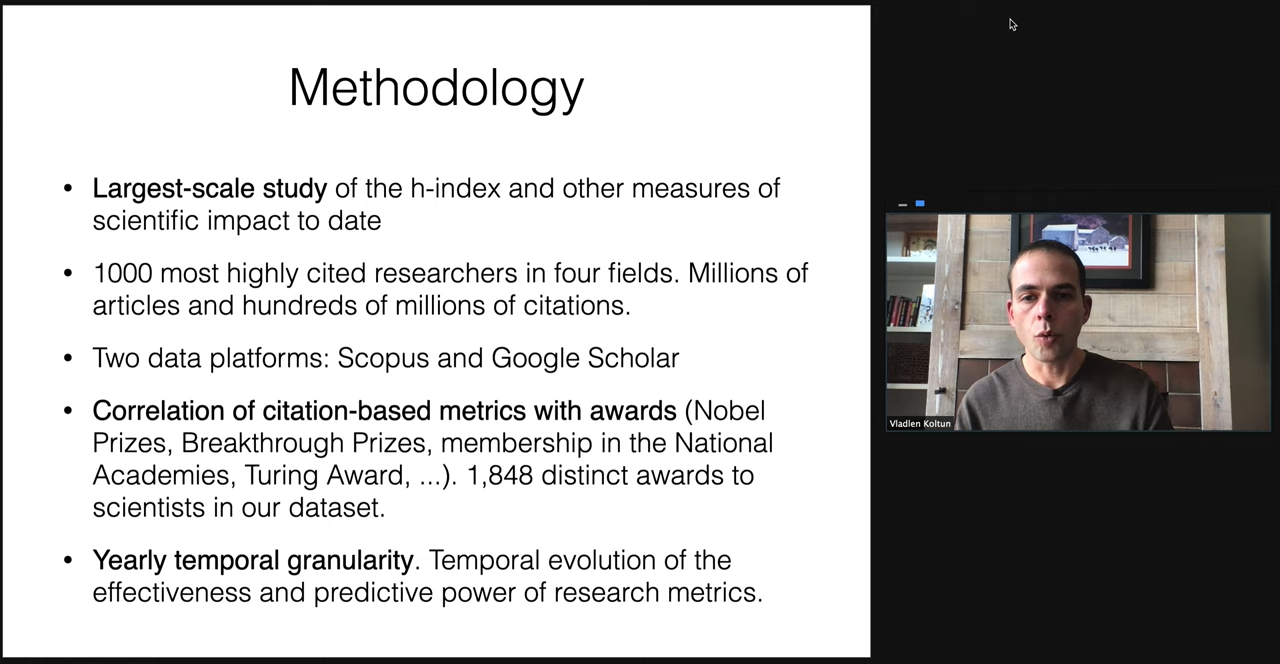 Methodology
• Largest-scale study of the h-index and other measures of
scientific impact to date
• 1000 most highly cited researchers in four fields. Millions of
articles and hundreds of millions of citations.
• Two data platforms: Scopus and Google Scholar
• Correlation of citation-based metrics with awards (Nobel
Prizes, Breakthrough Prizes, membership in the National
Academies, Turing Award, ...). 1,848 distinct awards to
scientists in our dataset.
• Yearly temporal granularity. Temporal evolution of the
effectiveness and predictive power of research metrics.
Vladlen Koltun